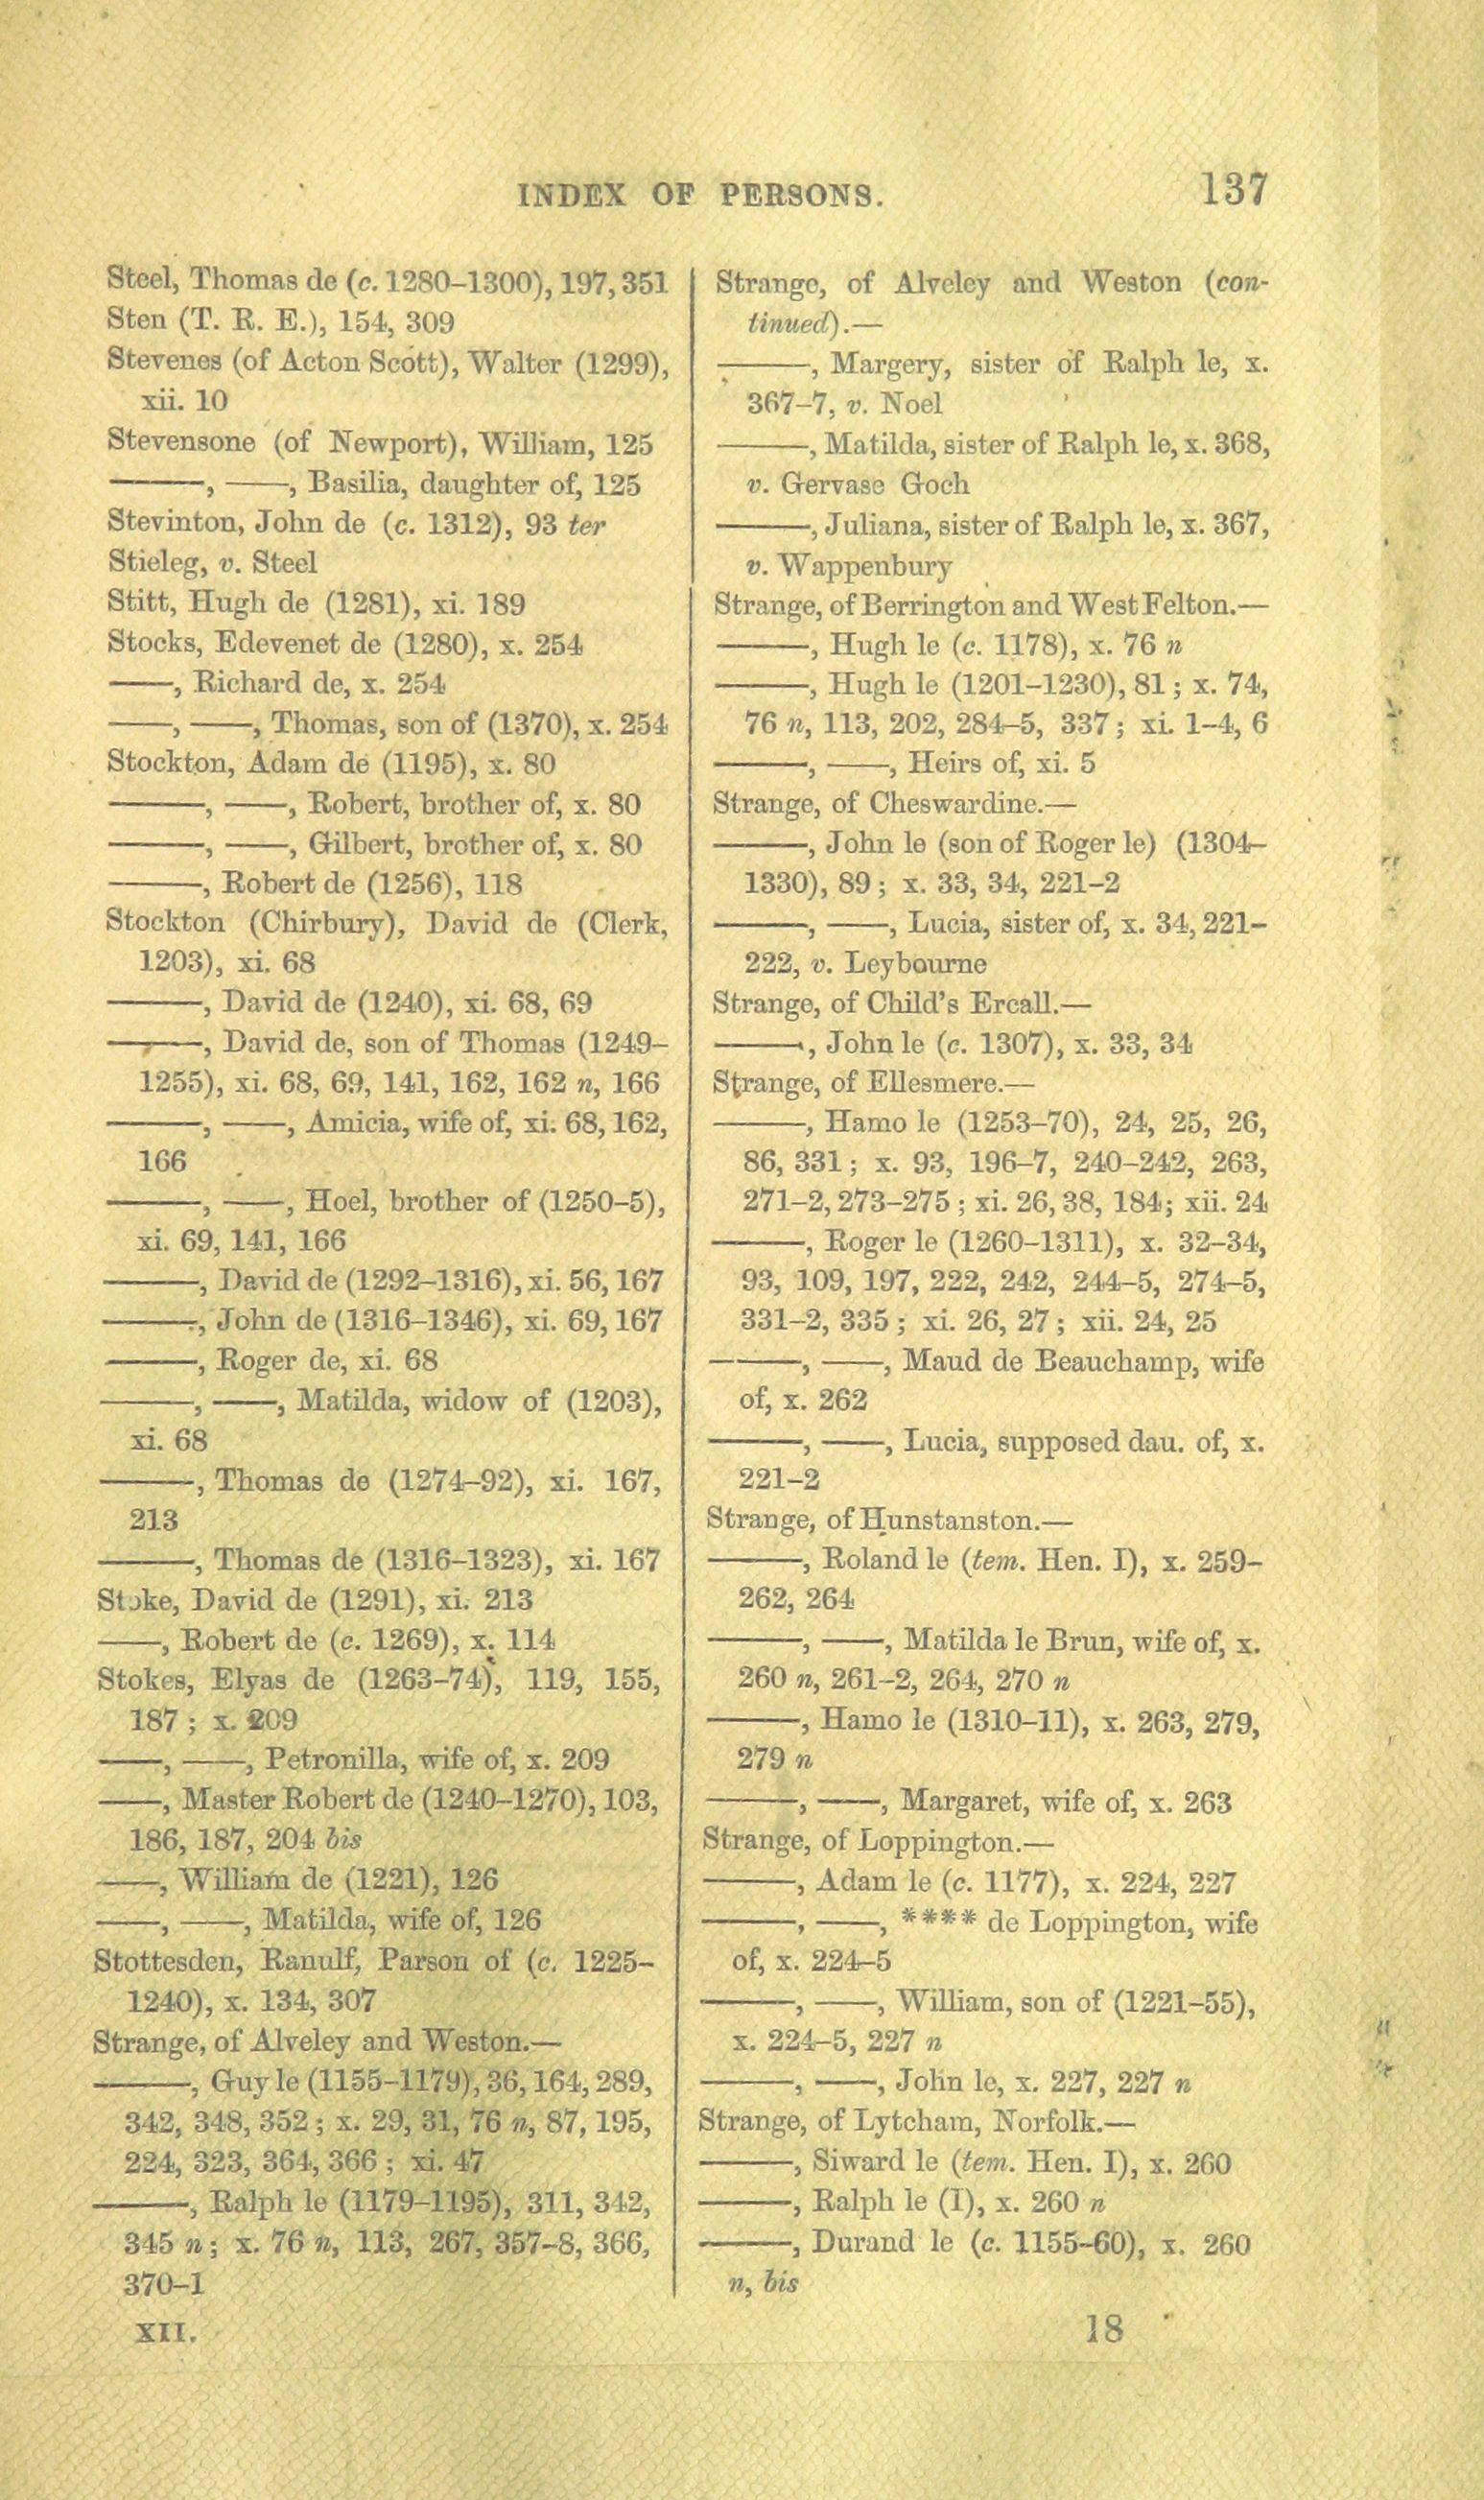 INDEX OF PERSONS. 137
Steel, Thomas de (c. 1280–1300), 197, 351
Sten (T. R. E.), 154, 309
Stevenes (of Acton Scott), Walter (1299),
xii. 10
Stevensone (of Newport), William, 125
———, ——, Basilia, daughter of, 125
Stevinton, John de (c. 1312), 93 ter
Stieleg, v. Steel
Stitt, Hugh de (1281), xi. 189
Stocks, Edevenet de (1280), x. 254
——, Richard de, x. 254
——, ——, Thomas, son of (1370), x. 254
Stockton, Adam de (1195), x. 80
———, ——, Robert, brother of, x. 80
———, ——, Gilbert, brother of, x. 80
———, Robert de (1256), 118
Stockton (Chirbury), David de (Clerk,
1203), xi. 68
———, David de (1240), xi. 68, 69
———, David de, son of Thomas (1249–
1255), xi. 68, 69, 141, 162, 162 n, 166
———, ——, Amicia, wife of, xi. 68, 162,
166
———, ——, Hoel, brother of (1250–5),
xi. 69, 141, 166
———, David de (1292–1316), xi. 56, 167
———, John de (1316–1346), xi. 69, 167
———, Roger de, xi. 68
———, ——, Matilda, widow of (1203),
xi. 68
———, Thomas de (1274–92), xi. 167,
213
———, Thomas de (1316–1323), xi. 167
Stoke, David de (1291), xi. 213
——, Robert de (c. 1269), x. 114
Stokes, Elyas de (1263–74), 119, 155,
187 ; x. 209
——, ——, Petronilla, wife of, x. 209
——, Master Robert de (1240–1270), 103,
186, 187, 204 bis
——, William de (1221), 126
——, ——, Matilda, wife of, 126
Stottesden, Ranulf, Parson of (c. 1225–
1240), x. 134, 307
Strange, of Alveley and Weston.—
———, Guy le (1155–1179), 36, 164, 289,
342, 348, 352 ; x. 29, 31, 76 n, 87, 195,
224, 323, 364, 366 ; xi. 47
———, Ralph le (1179–1195), 311, 342,
345 n ; x. 76 n, 113, 267, 357–8, 366,
370–1
Strange, of Alveley and Weston (con-
tinued).—
———, Margery, sister of Ralph le, x.
367–7, v. Noel
———, Matilda, sister of Ralph le, x. 368,
v. Gervase Goch
———, Juliana, sister of Ralph le, x. 367,
v. Wappenbury
Strange, of Berrington and West Felton.—
———, Hugh le (c. 1178), x. 76 n
———, Hugh le (1201–1230), 81 ; x. 74,
76 n, 113, 202, 284–5, 337 ; xi. 1–4, 6
———, ——, Heirs of, xi. 5
Strange, of Cheswardine.—
———, John le (son of Roger le) (1304–
1330), 89 ; x. 33, 34, 221–2
———, ——, Lucia, sister of, x. 34, 221–
222, v. Leybourne
Strange, of Child's Ercall.—
———, John le (c. 1307), x. 33, 34
Strange, of Ellesmere.—
———, Hamo le (1253–70), 24, 25, 26,
86, 331 ; x. 93, 196–7, 240–242, 263,
271–2, 273–275 ; xi. 26, 38, 184 ; xii. 24
———, Roger le (1260–1311), x. 32–34,
93, 109, 197, 222, 242, 244–5, 274–5,
331–2, 335 ; xi. 26, 27 ; xii. 24, 25
———, ——, Maud de Beauchamp, wife
of, x. 262
———, ——, Lucia, supposed dau. of, x.
221–2
Strange, of Hunstanston.—
———, Roland le (tem. Hen. I), x. 259–
262, 264
———, ——, Matilda le Brun, wife of, x.
260 n, 261–2, 264, 270 n
———, Hamo le (1310–11), x. 263, 279,
279 n
———, ——, Margaret, wife of, x. 263
Strange, of Loppington.—
———, Adam le (c. 1177), x. 224, 227
———, ——, **** de Loppington, wife
of, x. 224–5
———, ——, William, son of (1221–55),
x. 224–5, 227 n
———, ——, John le, x. 227, 227 n
Strange, of Lytcham, Norfolk.—
———, Siward le (tem. Hen. I), x. 260
———, Ralph le (I), x. 260 n
———, Durand le (c. 1155–60), x. 260
n, bis
XII. 18